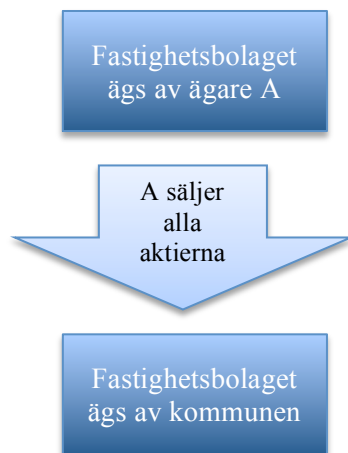 Fastighetsbolaget
ägs av ägare A
A säljer
alla
aktierna
Fastighetsbolaget
ägs av kommunen